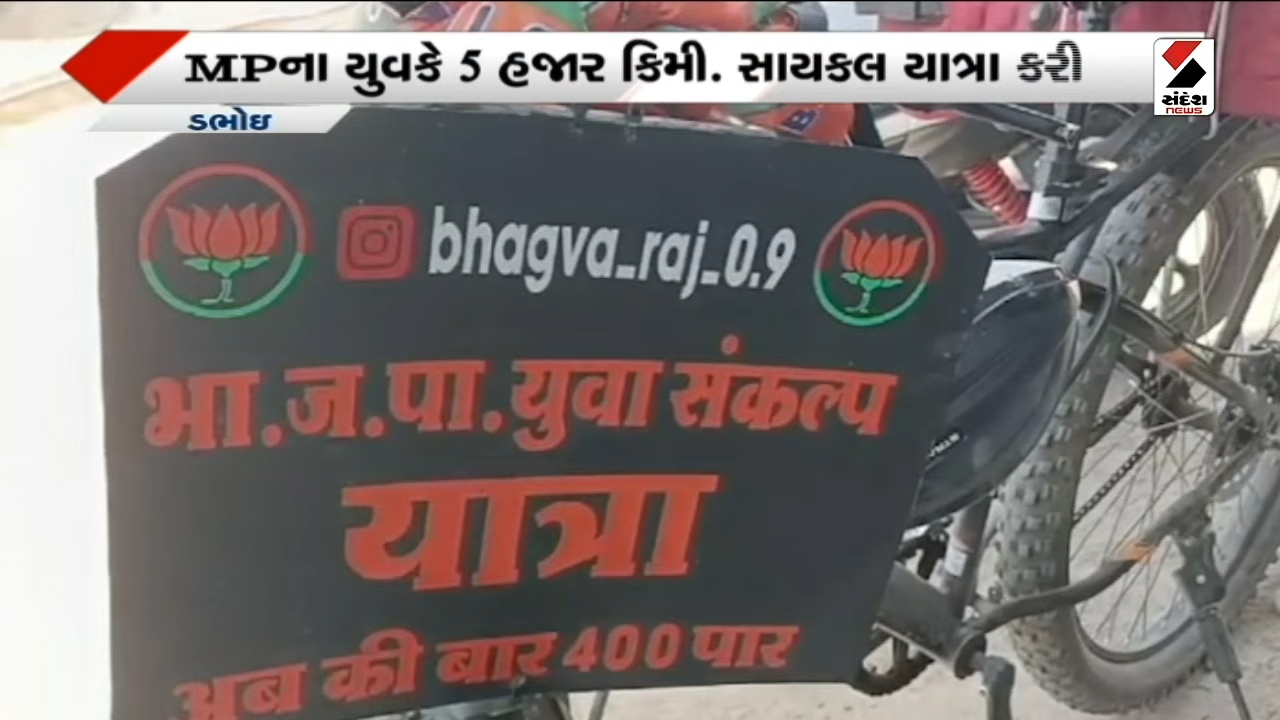 MPના યુવકે 5 હજાર કિમી. સાયકલ યાત્રા કરી
સંદેશ
NEWS
ડભોઇ
bhagva_raj_0.9
भा.ज.पा.युवा संकल्प
यात्रा
अब की बार 400 पार